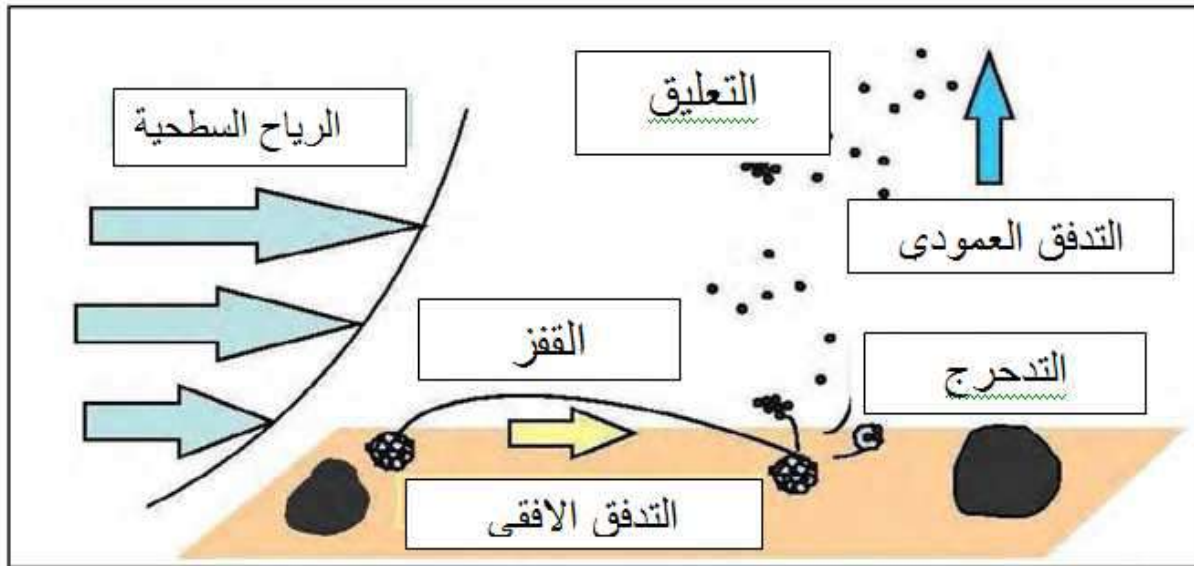 التعليق
الرياح السطحية
التدفق العمودى
القفز
التدحرج
التدفق الافقى